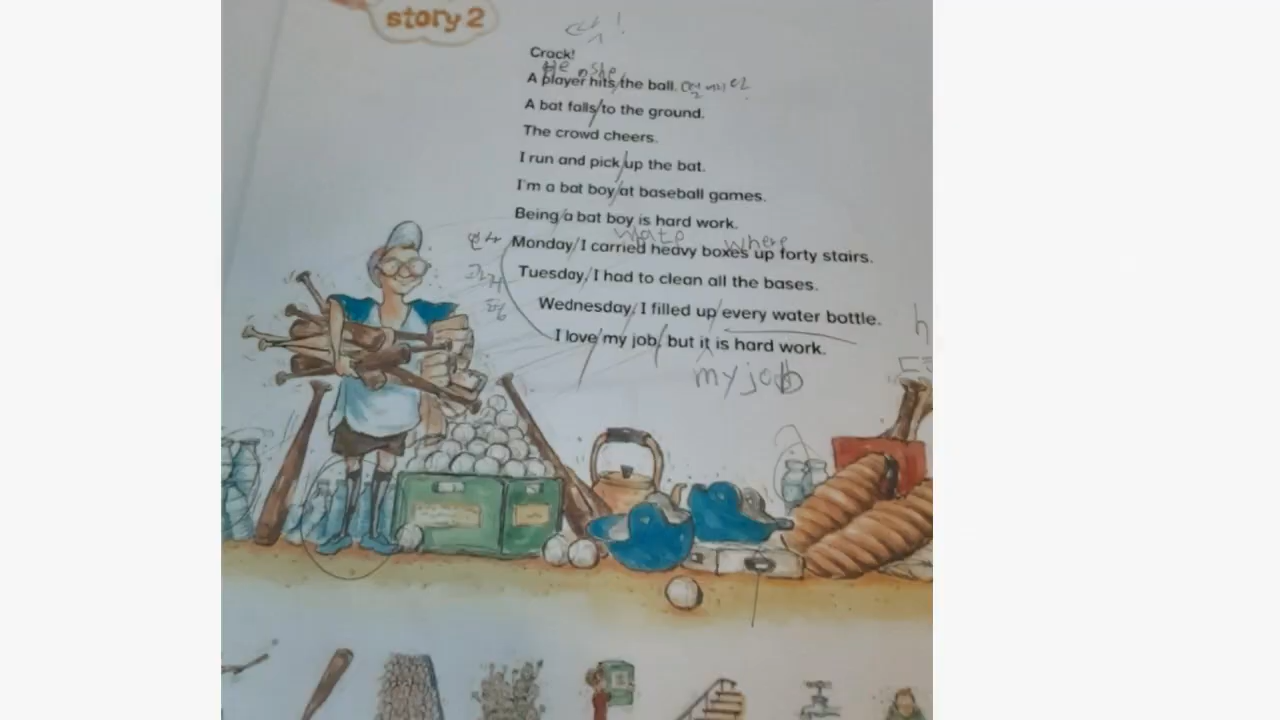 story 2
Crack!
He she
A player hits the ball.
A bat falls to the ground.
The crowd cheers.
I run and pick up the bat.
I'm a bat boy at baseball games.
Being a bat boy is hard work.
where
Monday, I carried heavy boxes up forty stairs.
Tuesday, I had to clean all the bases.
Wednesday, I filled up every water bottle.
I love my job, but it is hard work.
my job